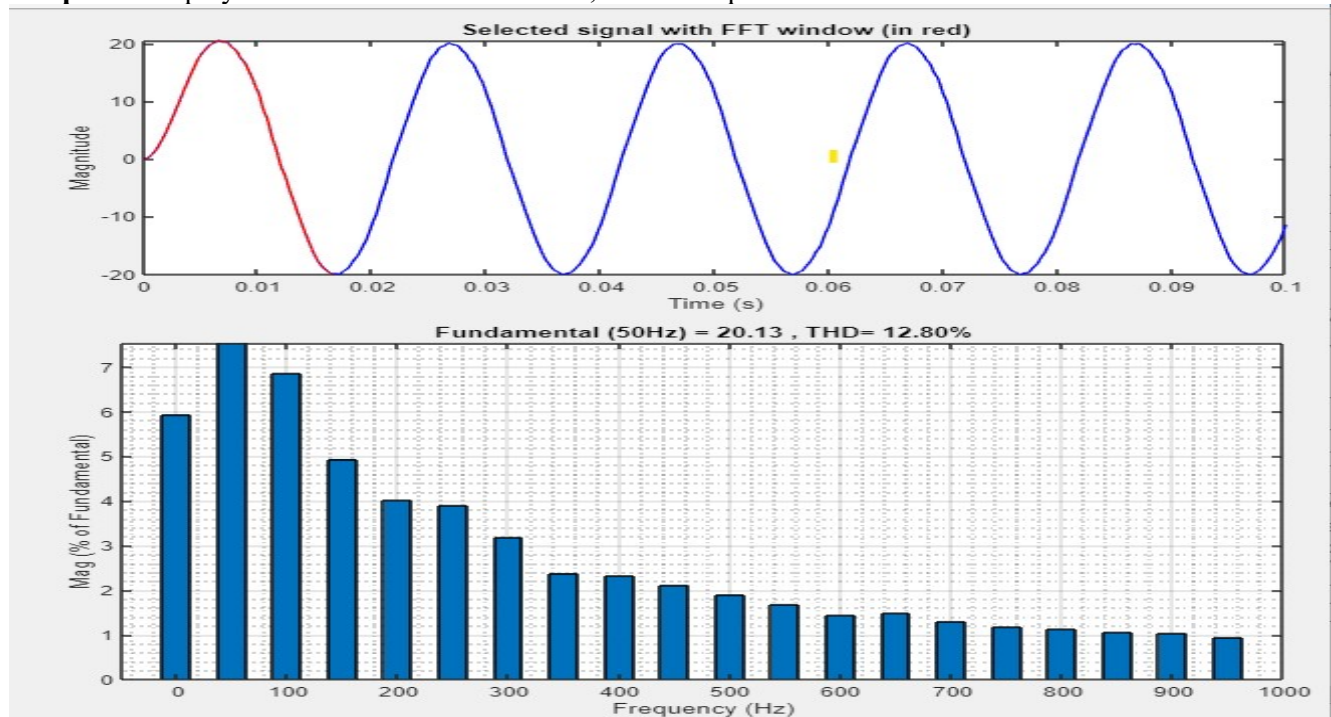 Selected signal with FFT window (in red)
20
10
0
-10
-20
Magnitude
0 0.01 0.02 0.03 0.04 0.05 0.06 0.07 0.08 0.09 0.1
Time (s)
Fundamental (50Hz) = 20.13 , THD= 12.80%
7
6
5
4
3
2
1
0
Mag (% of Fundamental)
0 100 200 300 400 500 600 700 800 900 1000
Frequency (Hz)